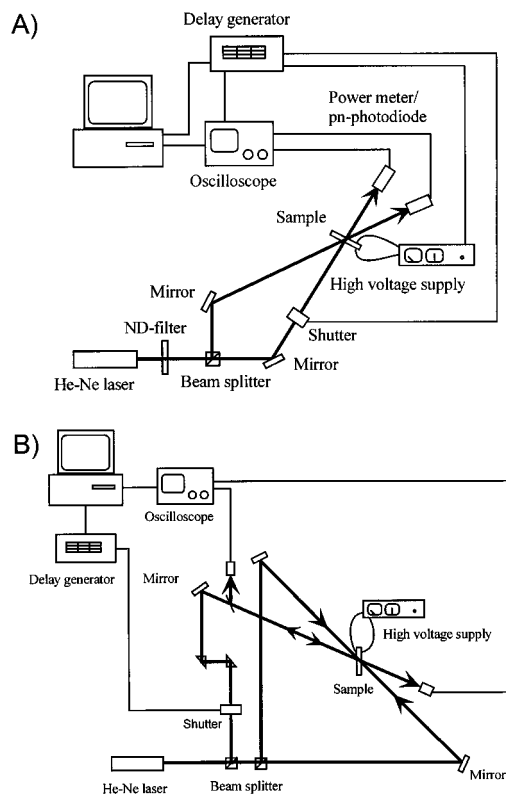 A)
Delay generator
Power meter/
pn-photodiode
Oscilloscope
Sample
High voltage supply
Mirror
ND-filter
Shutter
Mirror
He-Ne laser
Beam splitter
B)
Oscilloscope
Delay generator
Mirror
High voltage supply
Sample
Shutter
He-Ne laser
Beam splitter
Mirror